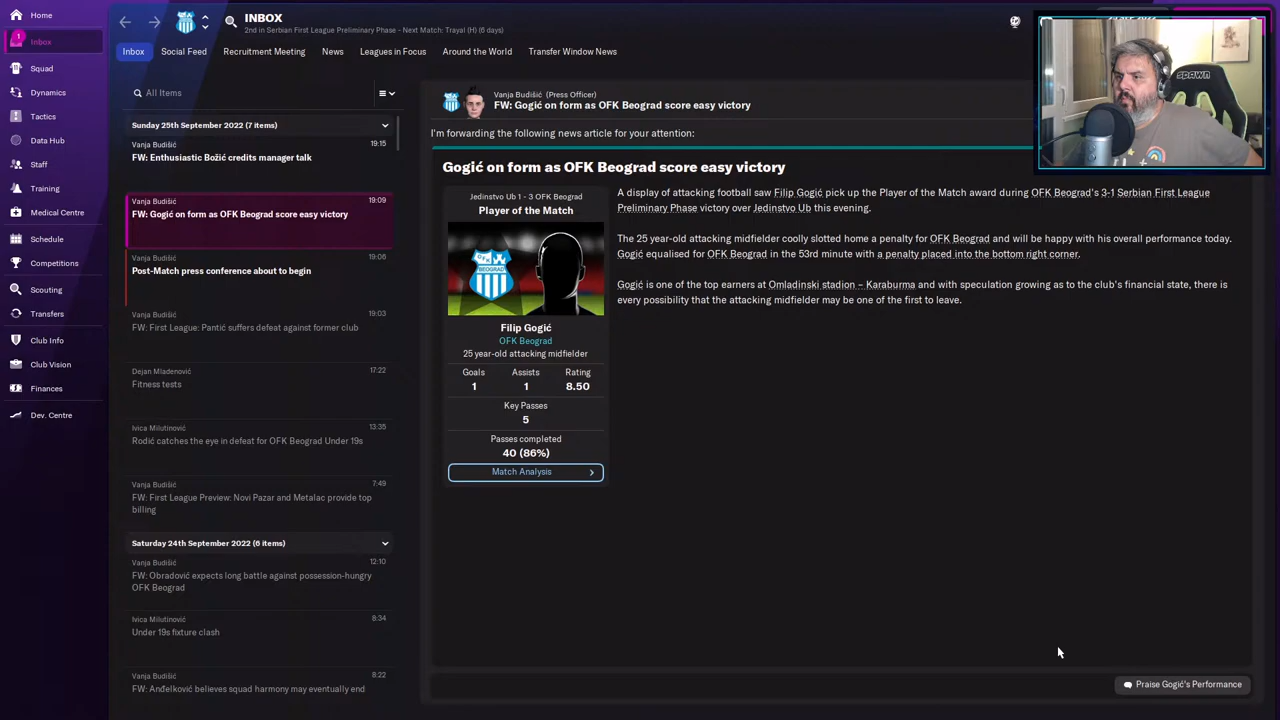 Home
1
Inbox
Squad
Dynamics
Tactics
Data Hub
Staff
Training
Medical Centre
Schedule
Competitions
Scouting
Transfers
Club Info
Club Vision
Finances
Dev. Centre
INBOX
2nd in Serbian First League Preliminary Phase - Next Match: Trayal (H) (6 days)
Inbox
Social Feed
Recruitment Meeting
News
Leagues in Focus
Around the World
Transfer Window News
All Items
Sunday 25th September 2022 (7 items)
Vanja Budišić 19:15
FW: Enthusiastic Božić credits manager talk
Vanja Budišić 19:09
FW: Gogić on form as OFK Beograd score easy victory
Vanja Budišić 19:06
Post-Match press conference about to begin
Vanja Budišić 19:03
FW: First League: Pantić suffers defeat against former club
Dejan Mladenović 17:22
Fitness tests
Ivica Milutinović 13:35
Rodić catches the eye in defeat for OFK Beograd Under 19s
Vanja Budišić 7:49
FW: First League Preview: Novi Pazar and Metalac provide top
billing
Saturday 24th September 2022 (6 items)
Vanja Budišić 12:10
FW: Obradović expects long battle against possession-hungry
OFK Beograd
Ivica Milutinović 8:34
Under 19s fixture clash
Vanja Budišić 8:22
FW: Anđelković believes squad harmony may eventually end
Vanja Budišić (Press Officer)
FW: Gogić on form as OFK Beograd score easy victory
I'm forwarding the following news article for your attention:
Gogić on form as OFK Beograd score easy victory
Jedinstvo Ub 1 - 3 OFK Beograd
Player of the Match
BEOGRAD
Filip Gogić
OFK Beograd
25 year-old attacking midfielder
Goals Assists Rating
1 1 8.50
Key Passes
5
Passes completed
40 (86%)
Match Analysis
A display of attacking football saw Filip Gogić pick up the Player of the Match award during OFK Beograd's 3-1 Serbian First League
Preliminary Phase victory over Jedinstvo Ub this evening.
The 25 year-old attacking midfielder coolly slotted home a penalty for OFK Beograd and will be happy with his overall performance today.
Gogić equalised for OFK Beograd in the 53rd minute with a penalty placed into the bottom right corner.
Gogić is one of the top earners at Omladinski stadion – Karaburma and with speculation growing as to the club's financial state, there is
every possibility that the attacking midfielder may be one of the first to leave.
Praise Gogić's Performance
spawn